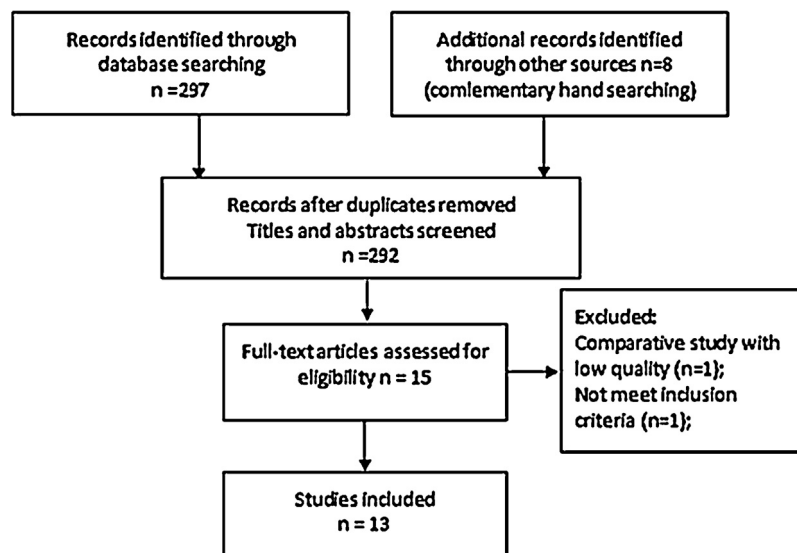 Records identified through
database searching
n =297
Additional records identified
through other sources n=8
(comlementary hand searching)
Records after duplicates removed
Titles and abstracts screened
n =292
Full-text articles assessed for
eligibility n = 15
Excluded:
Comparative study with
low quality (n=1);
Not meet inclusion
criteria (n=1);
Studies included
n = 13